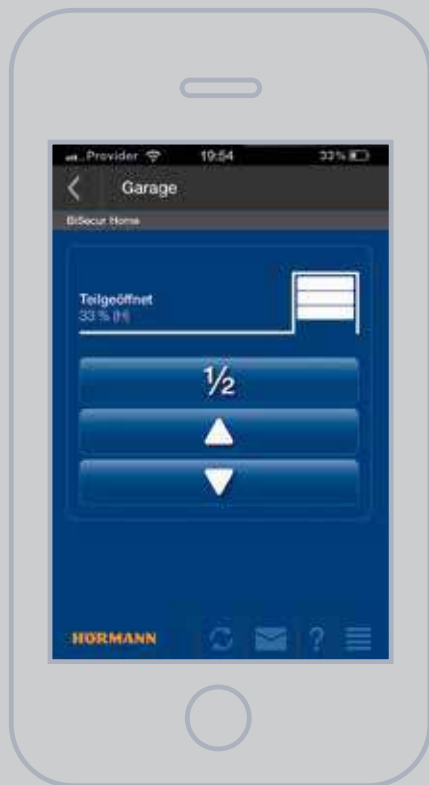 Provider 19:54 33%
Garage
BiSecur Home
Teilgeöffnet
33 % (H)
1/2
HÖRMANN
?